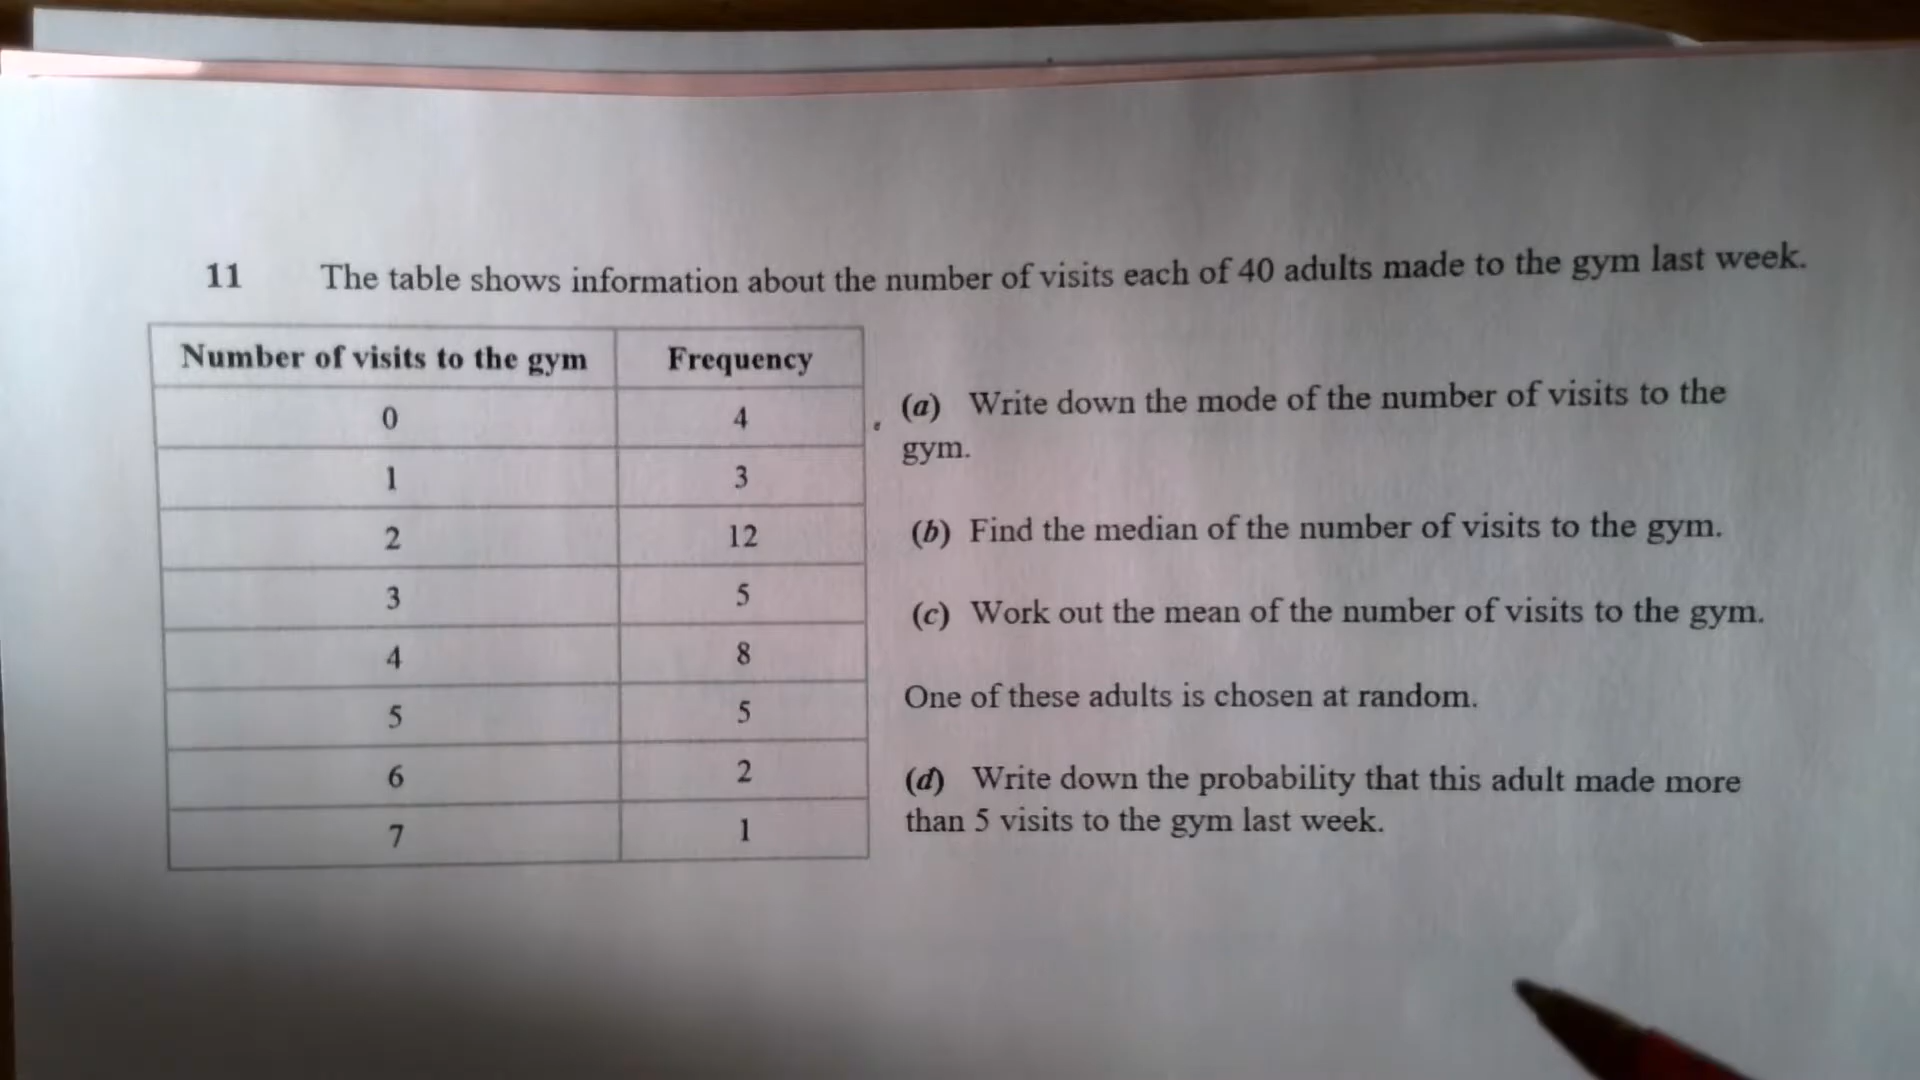 11 The table shows information about the number of visits each of 40 adults made to the gym last week.
Number of visits to the gym Frequency
0 4
1 3
2 12
3 5
4 8
5 5
6 2
7 1
(a) Write down the mode of the number of visits to the
gym.
(b) Find the median of the number of visits to the gym.
(c) Work out the mean of the number of visits to the gym.
One of these adults is chosen at random.
(d) Write down the probability that this adult made more
than 5 visits to the gym last week.